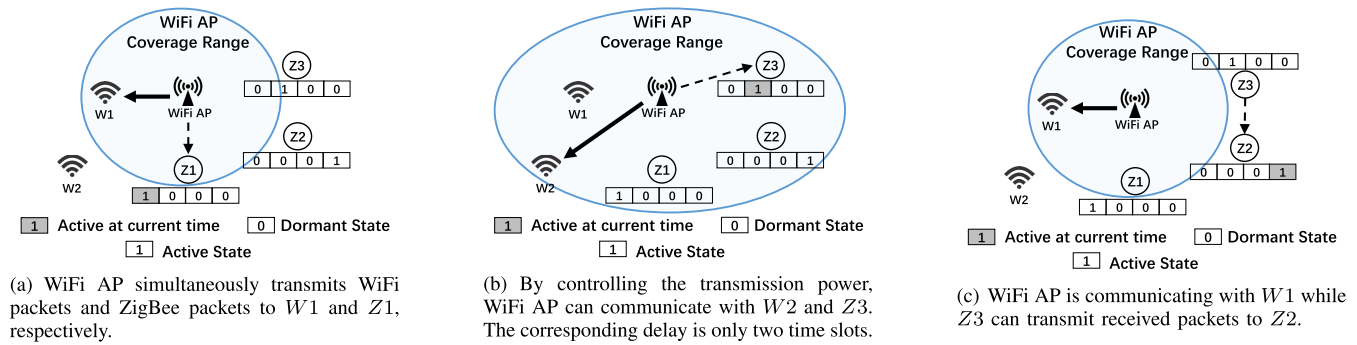 WiFi AP
Coverage Range
Z3
0 1 0 0
W1
WiFi AP
Z2
0 0 0 1
Z1
W2
1 0 0 0
1 Active at current time 0 Dormant State
1 Active State
(a) WiFi AP simultaneously transmits WiFi
packets and ZigBee packets to W1 and Z1,
respectively.
WiFi AP
Coverage Range
Z3
0 1 0 0
W1
WiFi AP
Z2
0 0 0 1
W2
Z1
1 0 0 0
1 Active at current time 0 Dormant State
1 Active State
(b) By controlling the transmission power,
WiFi AP can communicate with W2 and Z3.
The corresponding delay is only two time slots.
WiFi AP
Coverage Range
0 1 0 0
Z3
W1
WiFi AP
Z2
0 0 0 1
W2
Z1
1 0 0 0
1 Active at current time 0 Dormant State
1 Active State
(c) WiFi AP is communicating with W1 while
Z3 can transmit received packets to Z2.